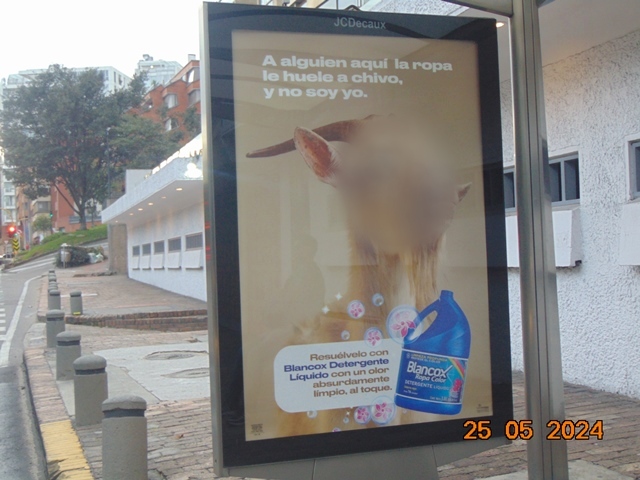 JCDecaux
A alguien aquí la ropa
le huele a chivo,
y no soy yo.
Resuélvelo con
Blancox Detergente
Líquido con un olor
absurdamente
limpio, al toque.
Blancox
Ropa Color
DETERGENTE LÍQUIDO
25 05 2024